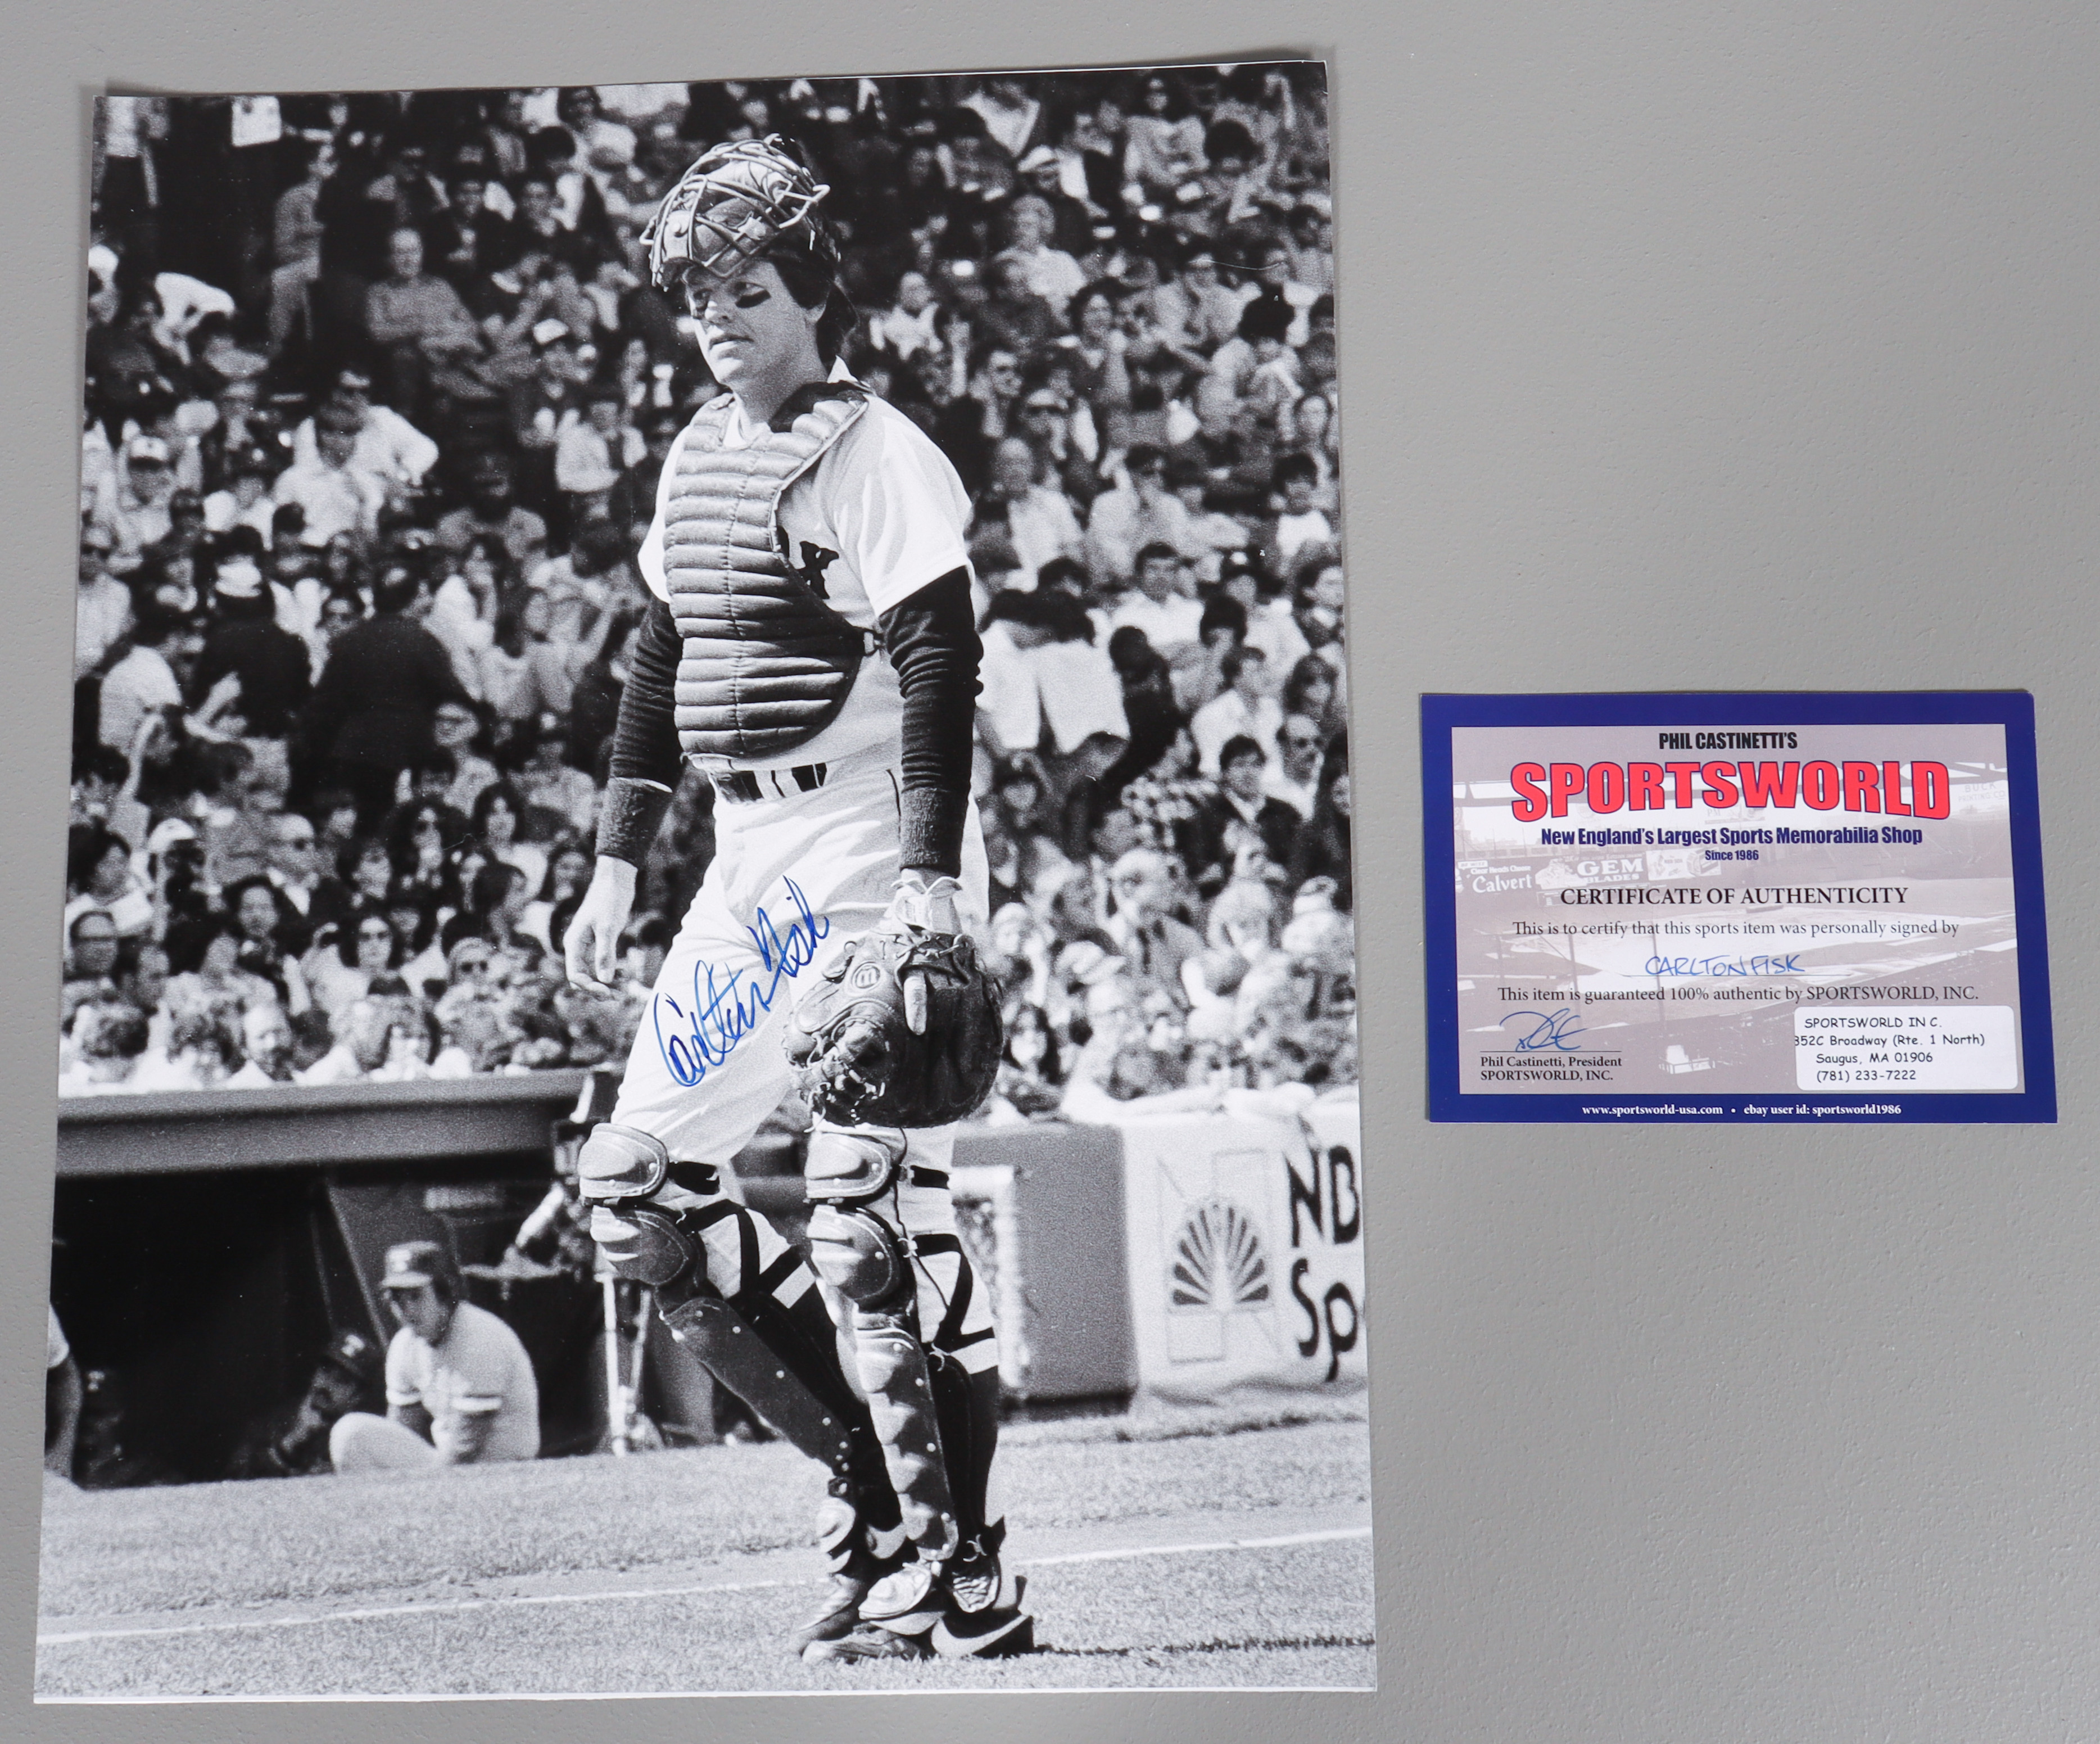 Carlton Fisk
X
NB
Sp
PHIL CASTINETTI'S
SPORTSWORLD
New England's Largest Sports Memorabilia Shop
Since 1986
GEM
BLADES
Calvert
CERTIFICATE OF AUTHENTICITY
This is to certify that this sports item was personally signed by
CARLTON FISK
This item is guaranteed 100% authentic by SPORTSWORLD, INC.
SPORTSWORLD IN C.
352C Broadway (Rte. 1 North)
Saugus, MA 01906
(781) 233-7222
Phil Castinetti, President
SPORTSWORLD, INC.
www.sportsworld-usa.com • ebay user id: sportsworld1986